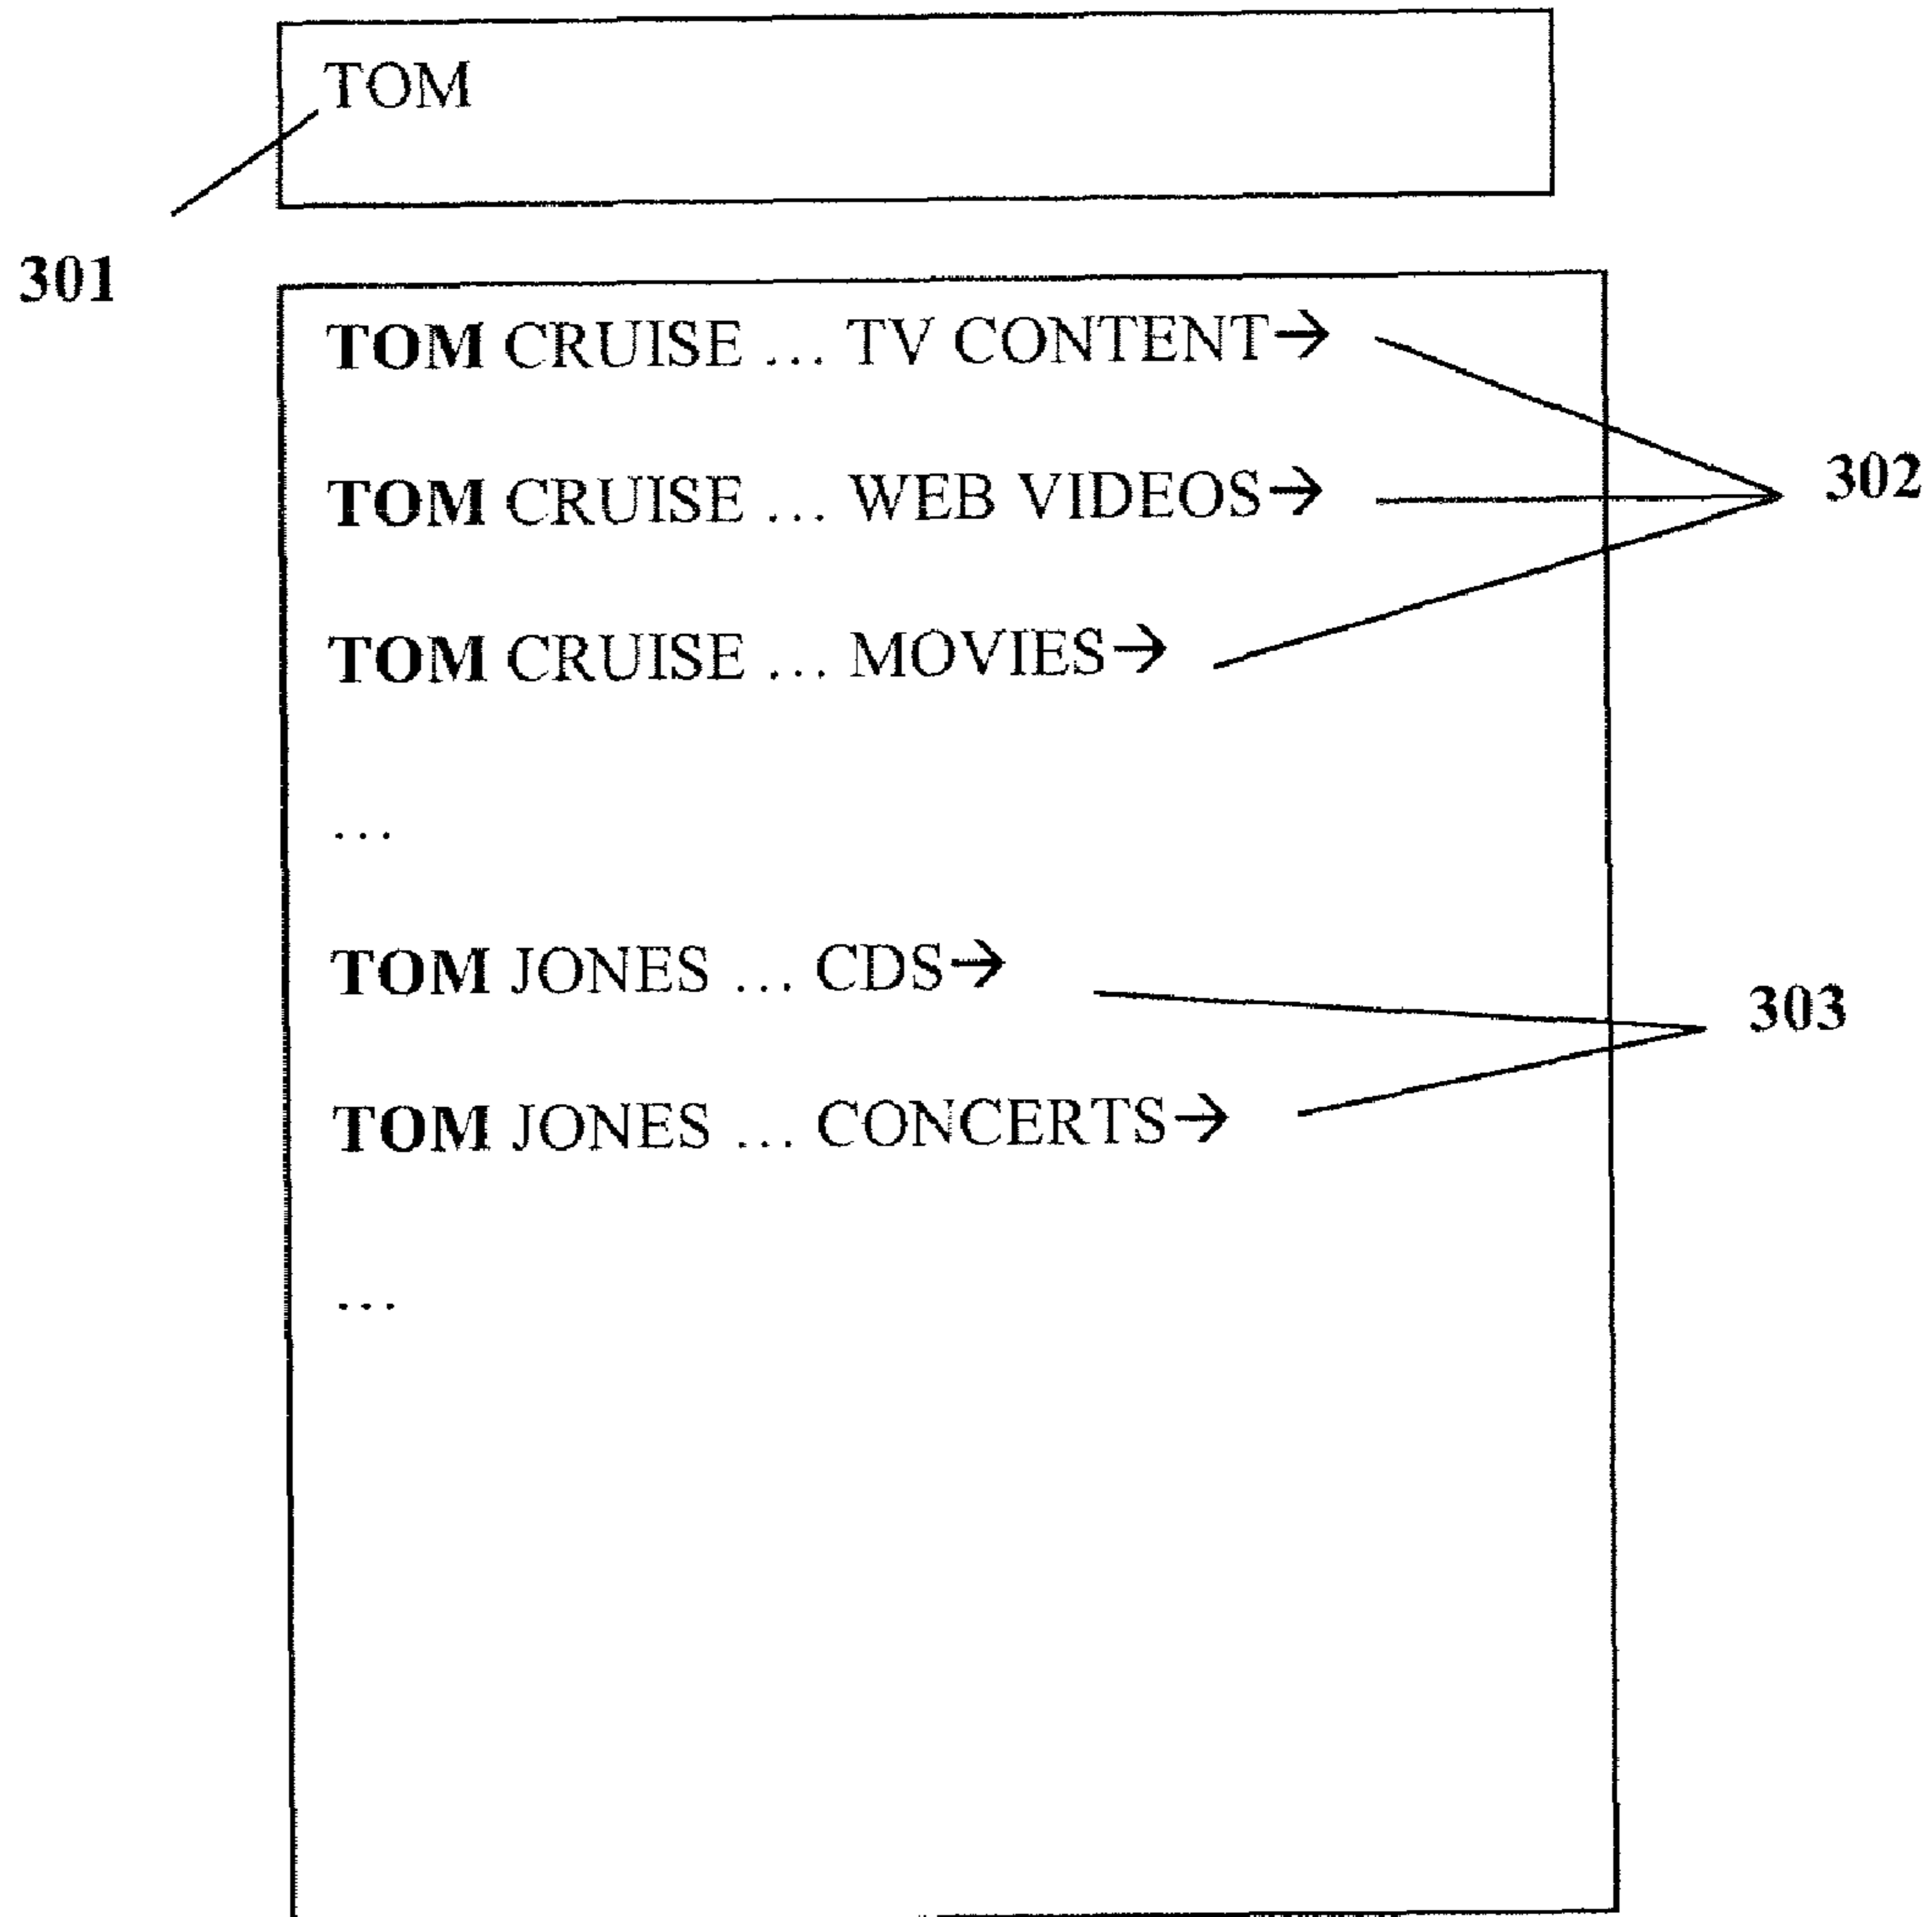 TOM
301
TOM CRUISE ... TV CONTENT→
302
TOM CRUISE ... WEB VIDEOS→
TOM CRUISE ... MOVIES→
...
TOM JONES ... CDS→
303
TOM JONES ... CONCERTS→
...